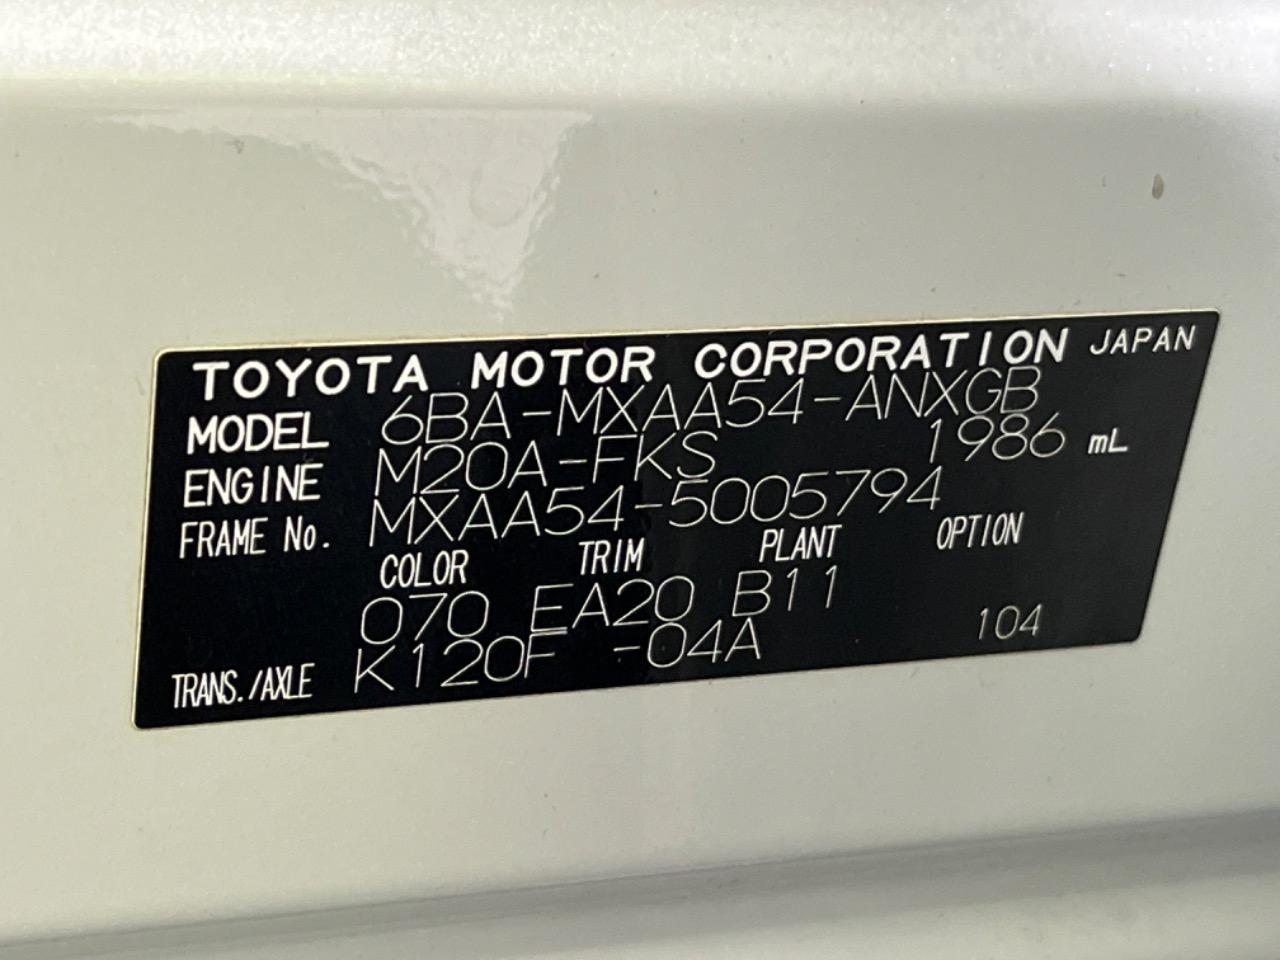 TOYOTA MOTOR CORPORATION JAPAN
MODEL 6BA-MXAA54-ANXGB
ENGINE M20A-FKS 1986 mL
FRAME No. MXAA54-5005794
COLOR TRIM PLANT OPTION
070 EA20 B11
TRANS./AXLE K120F -04A 104